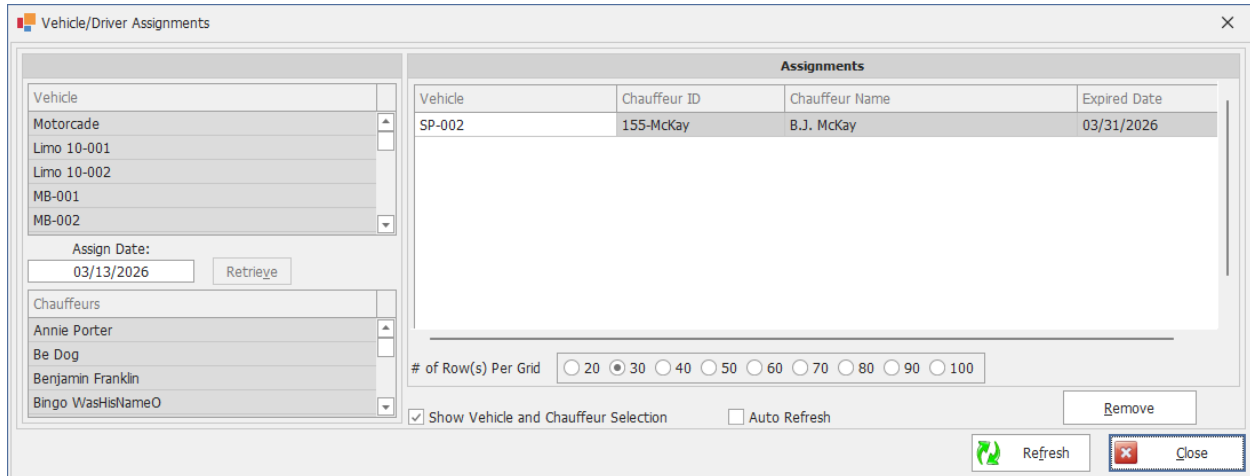 Vehicle/Driver Assignments
Vehicle
Motorcade
Limo 10-001
Limo 10-002
MB-001
MB-002
Assign Date:
03/13/2026 Retrieve
Chauffeurs
Annie Porter
Be Dog
Benjamin Franklin
Bingo WasHisNameO
Assignments
Vehicle Chauffeur ID Chauffeur Name Expired Date
SP-002 155-McKay B.J. McKay 03/31/2026
# of Row(s) Per Grid 20 30 40 50 60 70 80 90 100
Show Vehicle and Chauffeur Selection Auto Refresh Remove
Refresh Close